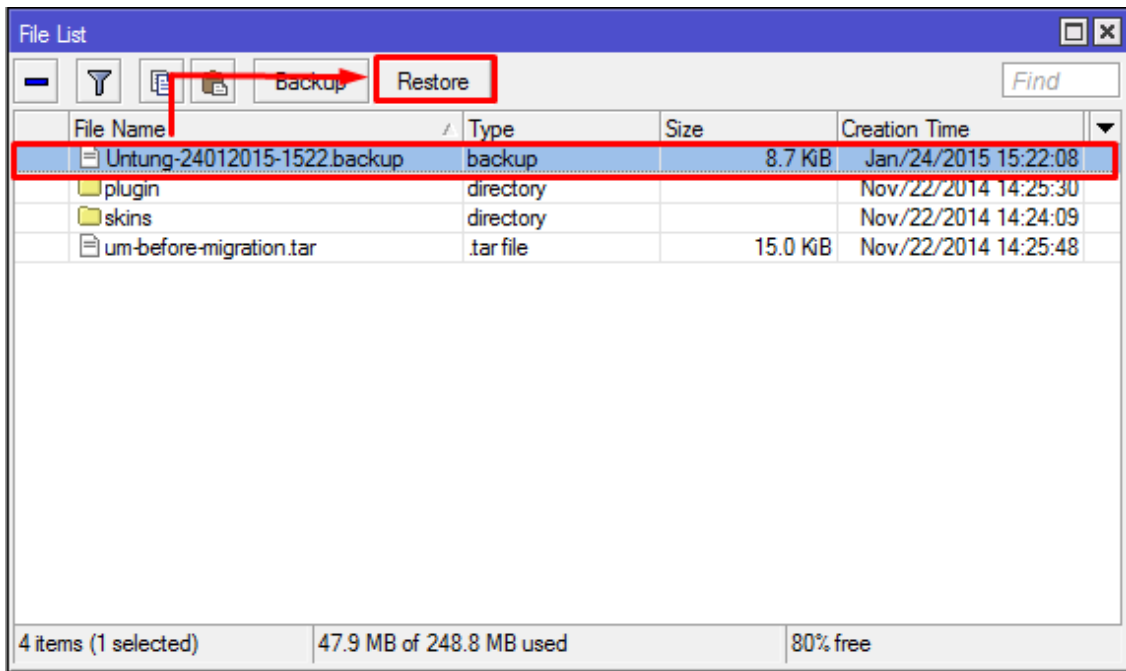 File List
Backup Restore Find
File Name Type Size Creation Time
Untung-24012015-1522.backup backup 8.7 KiB Jan/24/2015 15:22:08
plugin directory Nov/22/2014 14:25:30
skins directory Nov/22/2014 14:24:09
um-before-migration.tar .tar file 15.0 KiB Nov/22/2014 14:25:48
4 items (1 selected) 47.9 MB of 248.8 MB used 80% free